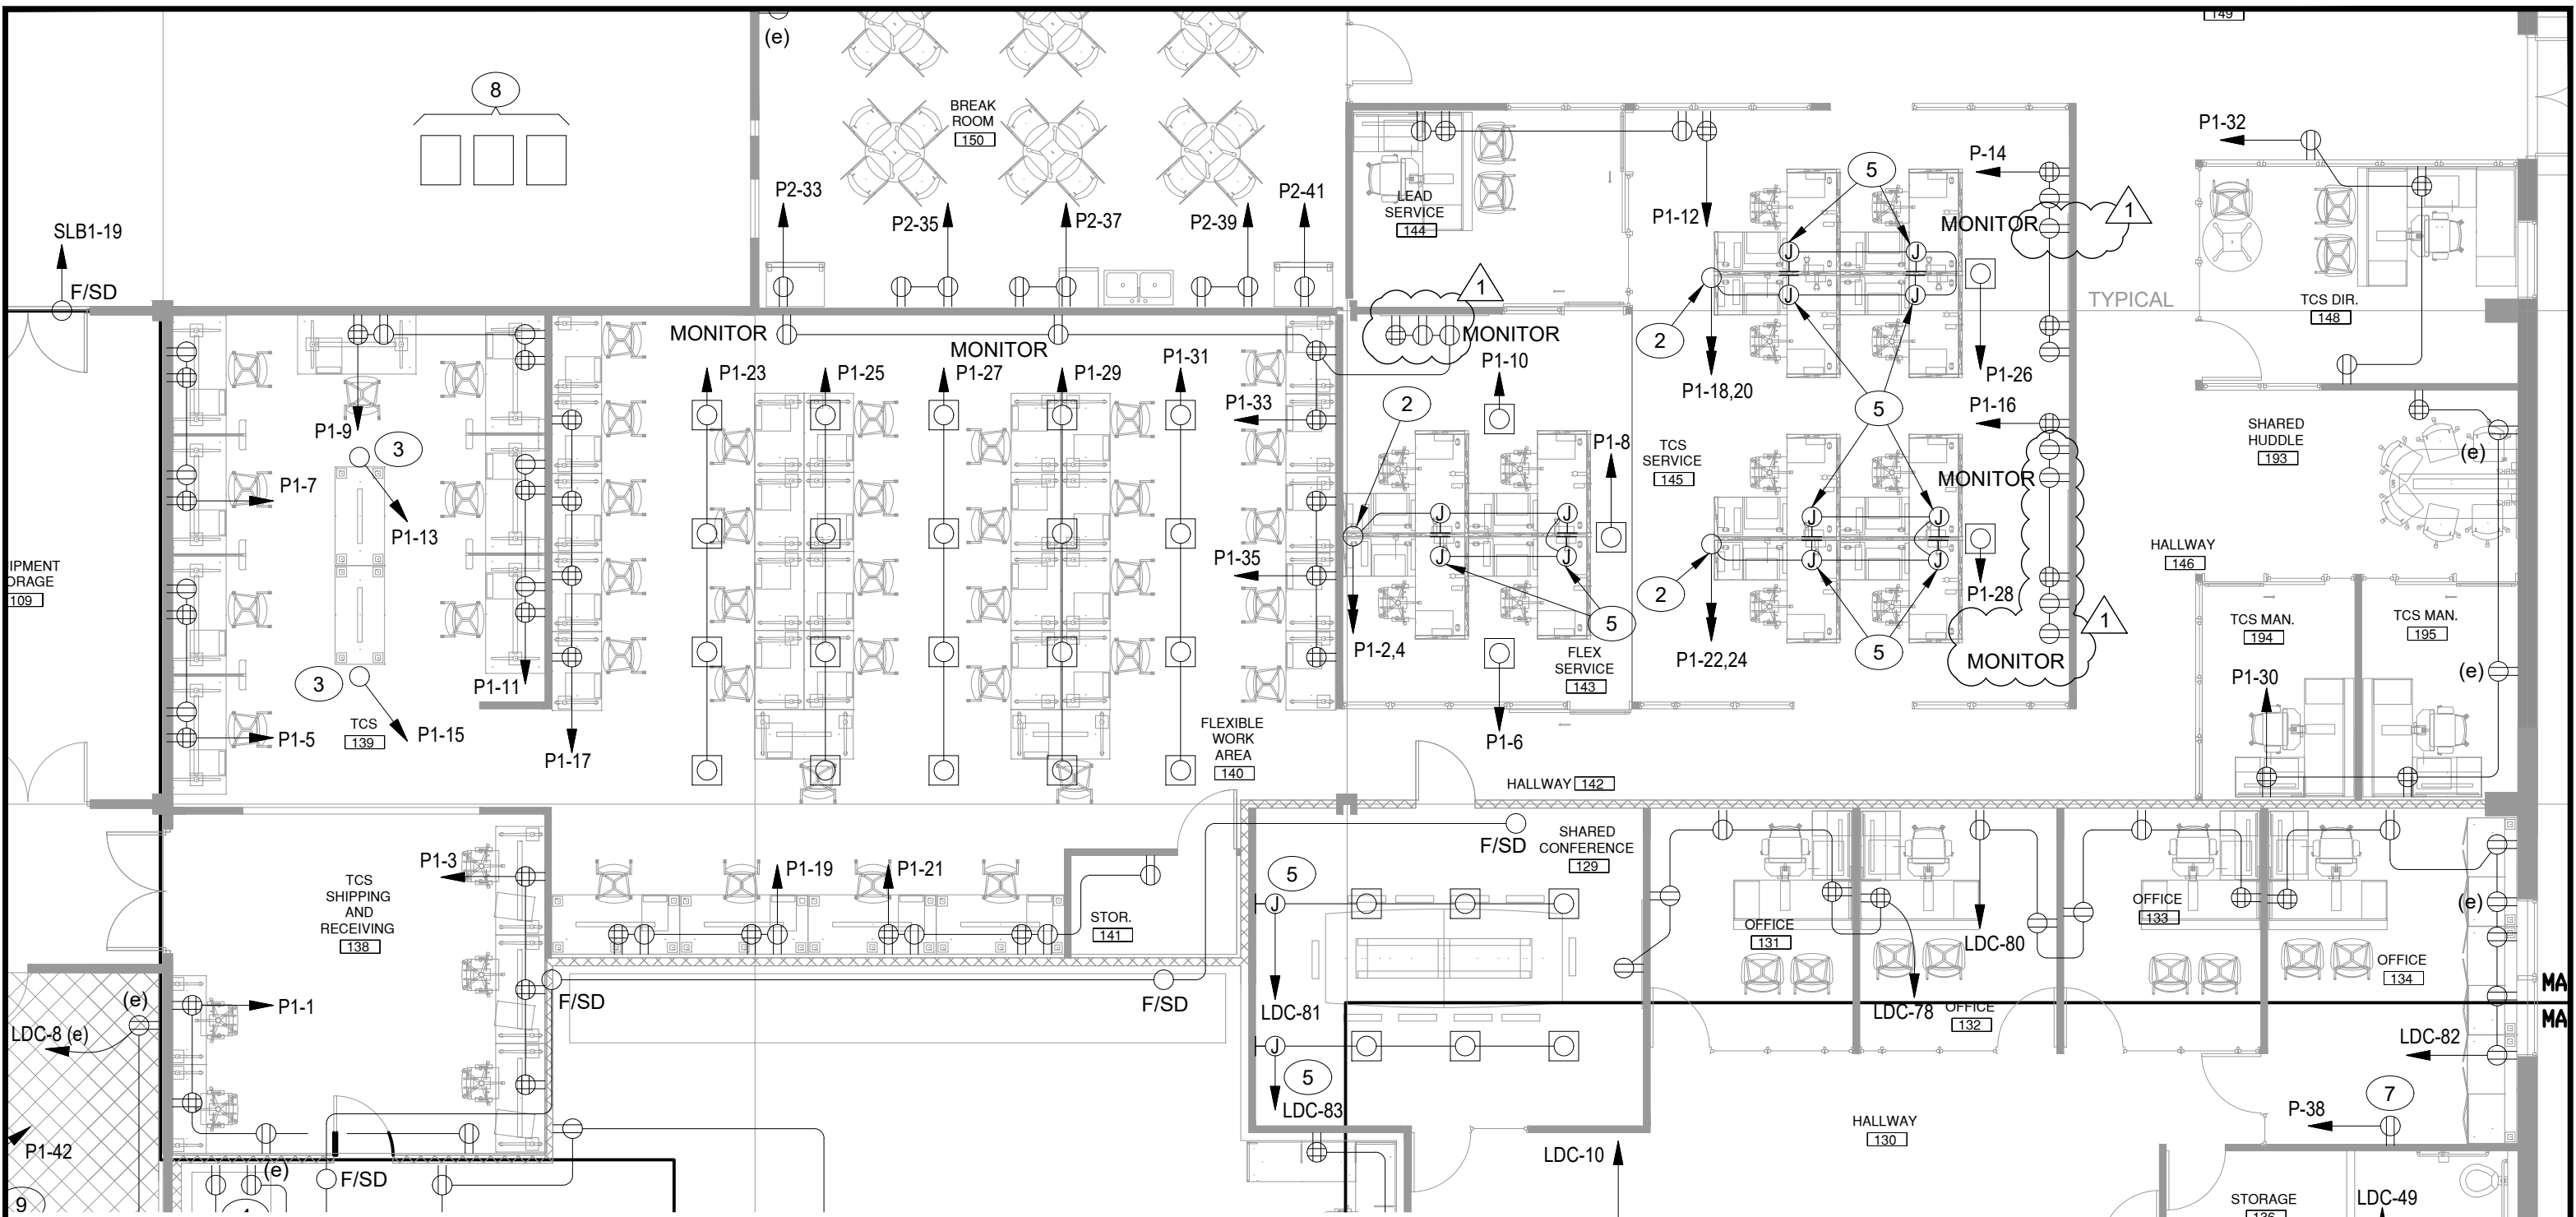 149
(e)
8
BREAK
ROOM
150
P1-32
P-14
5
1
P2-33
P2-35
P2-37
P2-39
P2-41
LEAD
SERVICE
144
P1-12
MONITOR
SLB1-19
F/SD
J
J
1
TYPICAL
TCS DIR.
148
MONITOR
MONITOR
MONITOR
2
J
J
P1-23
P1-25
P1-27
P1-29
P1-31
P1-10
P1-18,20
P1-26
P1-33
2
5
P1-16
P1-9
3
P1-8
TCS
SERVICE
145
SHARED
HUDDLE
193
(e)
P1-7
MONITOR
P1-13
J
J
J
J
HALLWAY
146
P1-35
J
J
J
J
IPMENT
ORAGE
109
2
P1-28
5
1
TCS MAN.
194
TCS MAN.
195
P1-2,4
FLEX
SERVICE
143
P1-22,24
5
MONITOR
3
P1-11
P1-30
(e)
TCS
139
P1-15
P1-5
P1-17
FLEXIBLE
WORK
AREA
140
P1-6
HALLWAY 142
P1-3
P1-19
P1-21
F/SD
SHARED
CONFERENCE
129
TCS
SHIPPING
AND
RECEIVING
138
5
J
STOR.
141
OFFICE
131
OFFICE
133
(e)
LDC-80
OFFICE
134
(e)
P1-1
F/SD
F/SD
LDC-81
LDC-78
OFFICE
132
MA
MA
LDC-8 (e)
J
LDC-82
5
LDC-83
7
P-38
HALLWAY
130
P1-42
LDC-10
(e)
F/SD
9
STORAGE
136
LDC-49